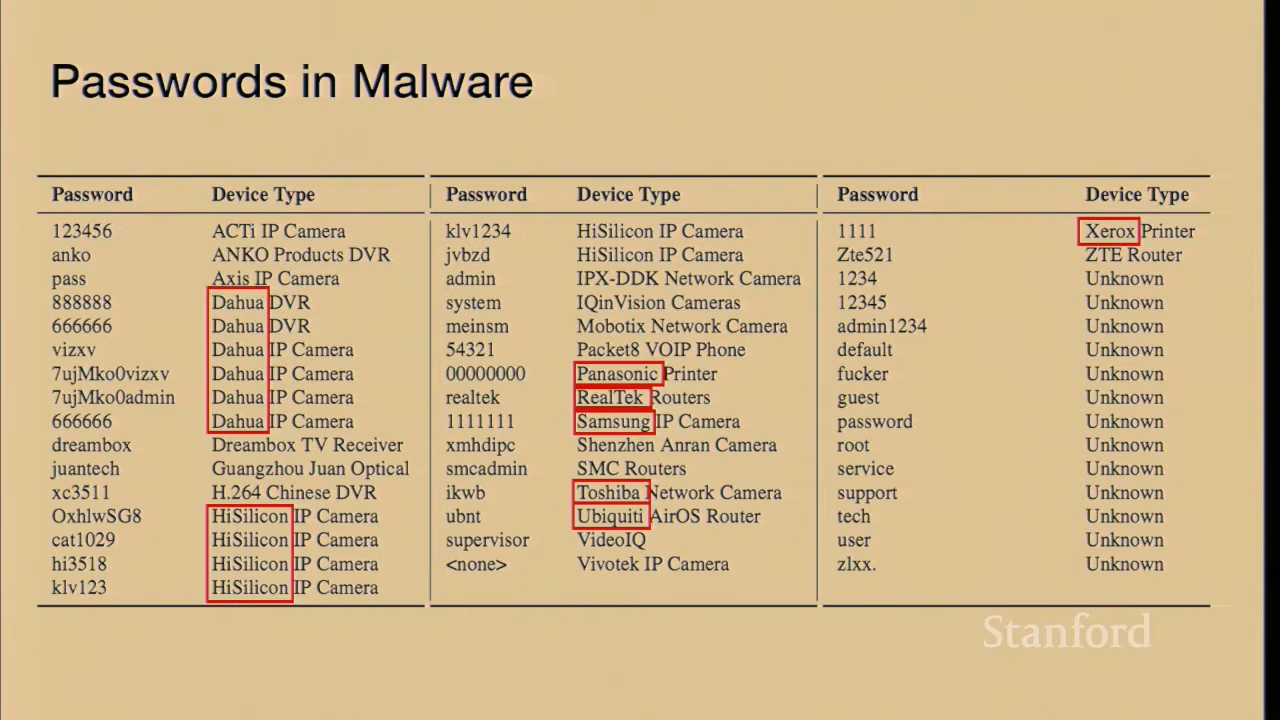 Passwords in Malware
Password Device Type
123456 ACTi IP Camera
anko ANKO Products DVR
pass Axis IP Camera
888888 Dahua DVR
666666 Dahua DVR
vizxv Dahua IP Camera
7ujMko0vizxv Dahua IP Camera
7ujMko0admin Dahua IP Camera
666666 Dahua IP Camera
dreambox Dreambox TV Receiver
juantech Guangzhou Juan Optical
xc3511 H.264 Chinese DVR
OxhlwSG8 HiSilicon IP Camera
cat1029 HiSilicon IP Camera
hi3518 HiSilicon IP Camera
klv123 HiSilicon IP Camera
Password Device Type
klv1234 HiSilicon IP Camera
jvbzd HiSilicon IP Camera
admin IPX-DDK Network Camera
system IQinVision Cameras
meinsm Mobotix Network Camera
54321 Packet8 VOIP Phone
00000000 Panasonic Printer
realtek RealTek Routers
1111111 Samsung IP Camera
xmhdipc Shenzhen Anran Camera
smcadmin SMC Routers
ikwb Toshiba Network Camera
ubnt Ubiquiti AirOS Router
supervisor VideoIQ
<none> Vivotek IP Camera
Password Device Type
1111 Xerox Printer
Zte521 ZTE Router
1234 Unknown
12345 Unknown
admin1234 Unknown
default Unknown
fucker Unknown
guest Unknown
password Unknown
root Unknown
service Unknown
support Unknown
tech Unknown
user Unknown
zlxx. Unknown
Stanford